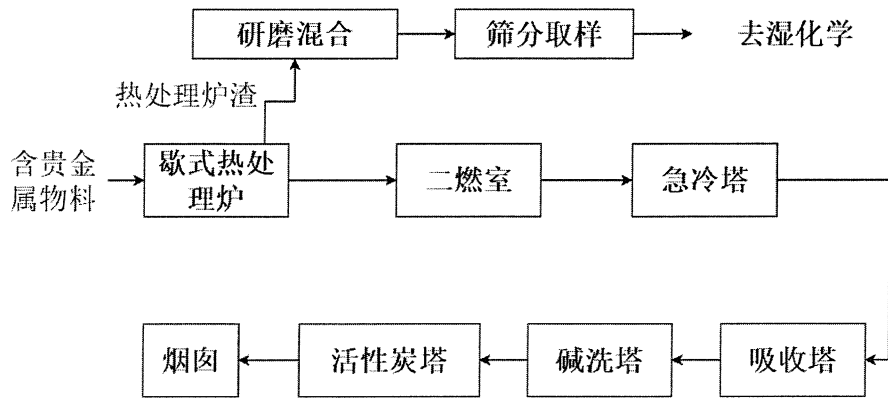 研磨混合
筛分取样
去湿化学
热处理炉渣
含贵金
属物料
歇式热处
理炉
二燃室
急冷塔
烟囱
活性炭塔
碱洗塔
吸收塔